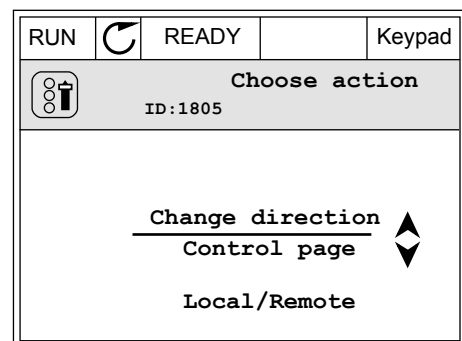 RUN READY Keypad
Choose action
ID:1805
Change direction
Control page
Local/Remote